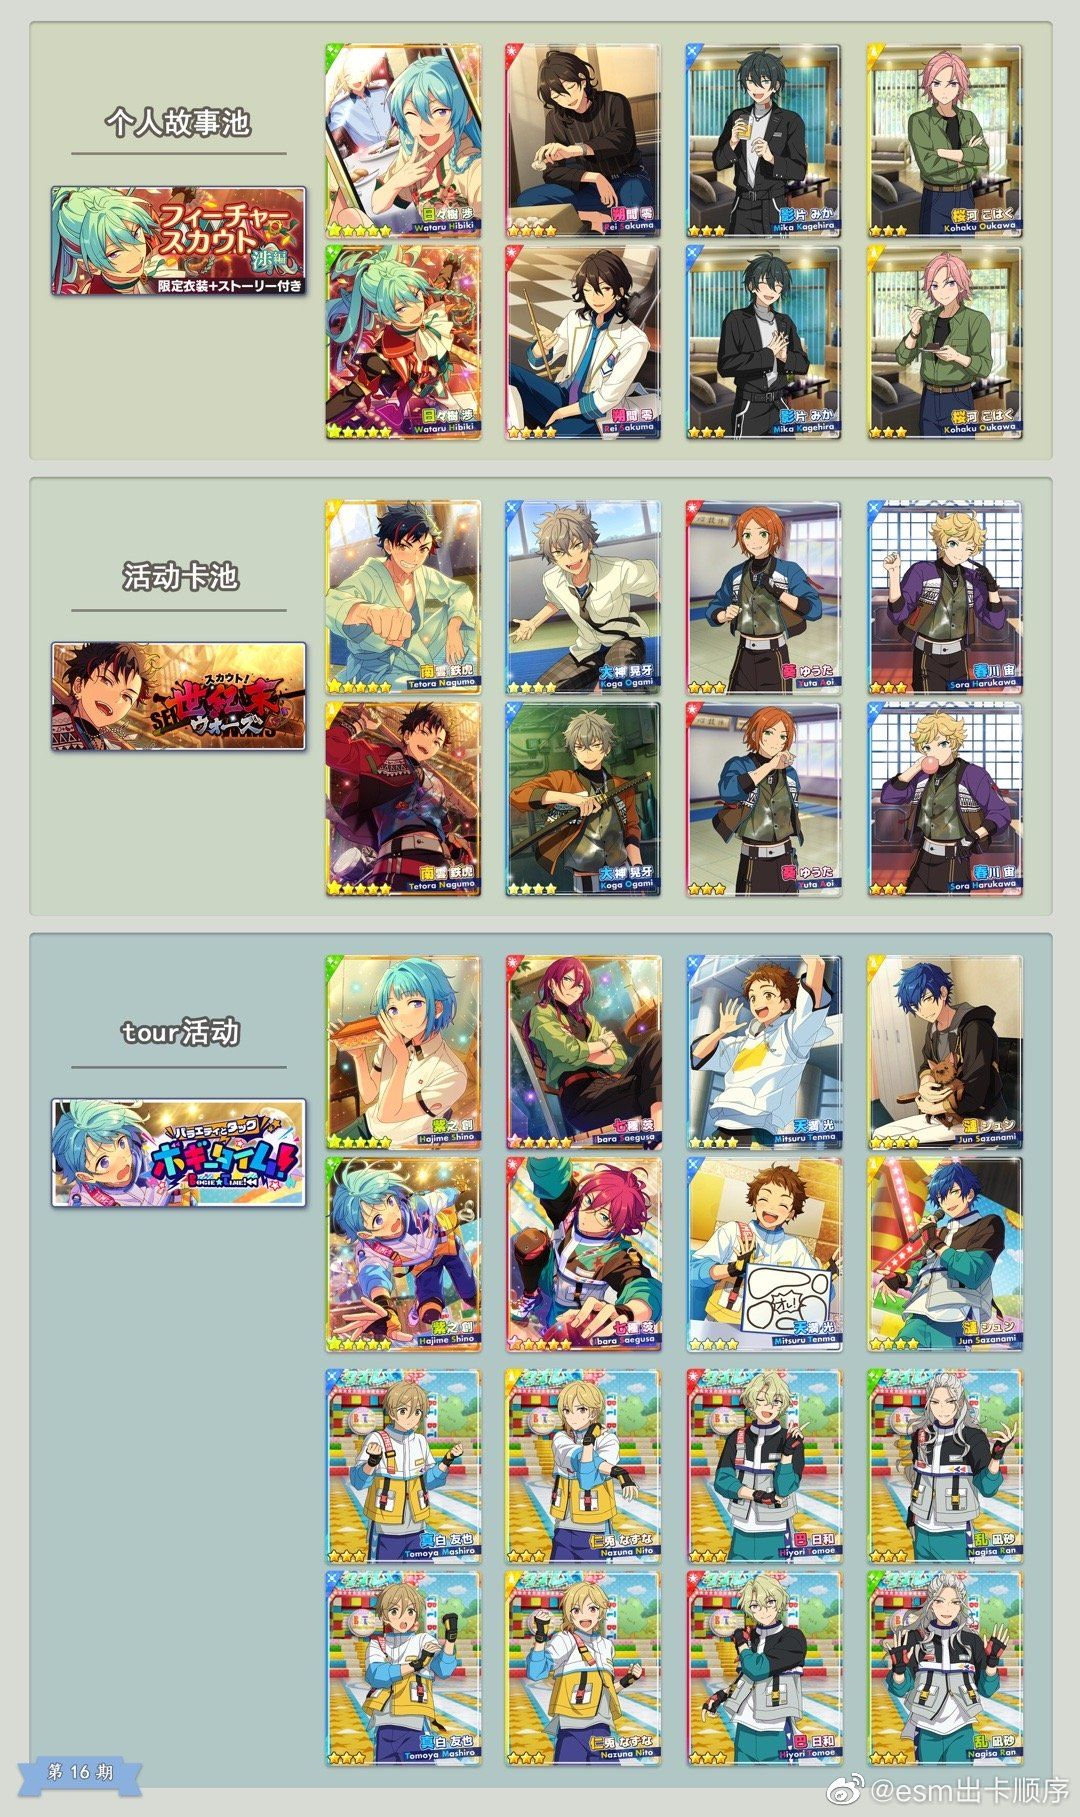 个人故事池
フィーチャー
スカウト
渉編
限定衣装+ストーリー付き
日々樹 渉
Wataru Hibiki
朔間 零
Rei Sakuma
影片 みか
Mika Kagehira
桜河 こはく
Kohaku Oukawa
日々樹 渉
Wataru Hibiki
朔間 零
Rei Sakuma
影片 みか
Mika Kagehira
桜河 こはく
Kohaku Oukawa
活动卡池
スカウト!
世紀末
ウォーズ
南雲 鉄虎
Tetora Nagumo
大神 晃牙
Koga Ogami
葵 ゆうた
Yuta Aoi
春川 宙
Sora Harukawa
南雲 鉄虎
Tetora Nagumo
大神 晃牙
Koga Ogami
葵 ゆうた
Yuta Aoi
春川 宙
Sora Harukawa
tour活动
バラエティとタッグ
ボギータイム!
BOGIE★TIME!
紫之 創
Hajime Shino
七種 茨
Ibara Saegusa
天満 光
Mitsuru Tenma
漣 ジュン
Jun Sazanami
オレ!
紫之 創
Hajime Shino
七種 茨
Ibara Saegusa
天満 光
Mitsuru Tenma
漣 ジュン
Jun Sazanami
真白 友也
Tomoya Mashiro
仁兎 なずな
Nazuna Nito
巴 日和
Hiyori Tomoe
乱 凪砂
Nagisa Ran
真白 友也
Tomoya Mashiro
仁兎 なずな
Nazuna Nito
巴 日和
Hiyori Tomoe
乱 凪砂
Nagisa Ran
第 16 期
@esm出卡顺序